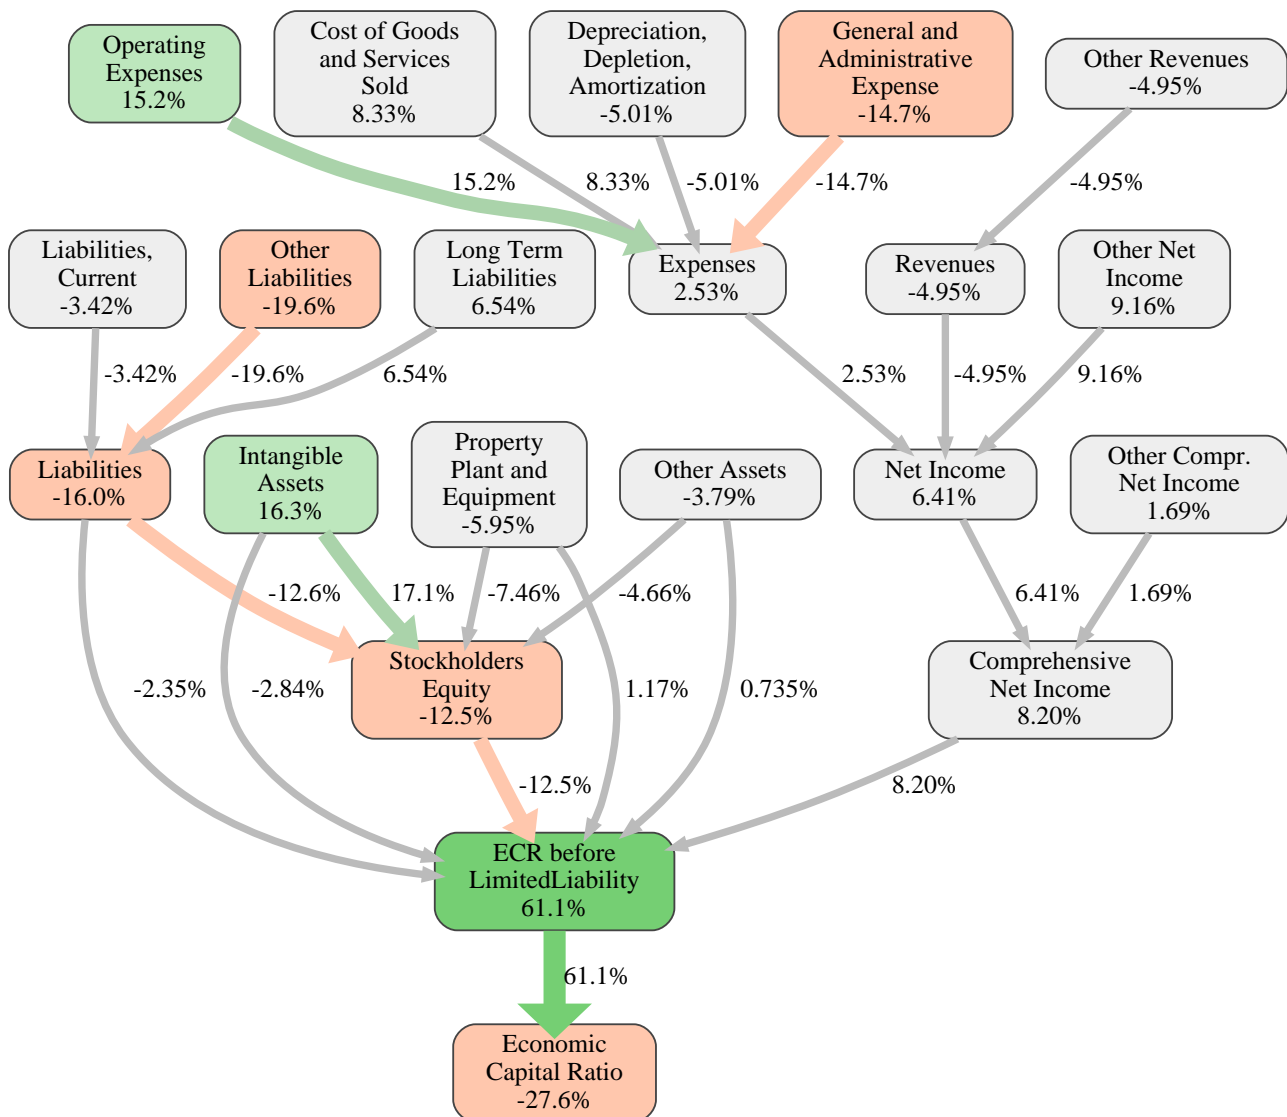 Operating
Expenses
15.2%
Cost of Goods
and Services
Sold
8.33%
Depreciation,
Depletion,
Amortization
-5.01%
General and
Administrative
Expense
-14.7%
Other Revenues
-4.95%
15.2%
8.33%
-5.01%
-14.7%
-4.95%
Liabilities,
Current
-3.42%
Other
Liabilities
-19.6%
Long Term
Liabilities
6.54%
Expenses
2.53%
Revenues
-4.95%
Other Net
Income
9.16%
-3.42%
-19.6%
6.54%
2.53%
-4.95%
9.16%
Liabilities
-16.0%
Intangible
Assets
16.3%
Property
Plant and
Equipment
-5.95%
Other Assets
-3.79%
Net Income
6.41%
Other Compr.
Net Income
1.69%
-12.6%
17.1%
-7.46%
-4.66%
6.41%
1.69%
-2.35%
-2.84%
Stockholders
Equity
-12.5%
1.17%
0.735%
Comprehensive
Net Income
8.20%
-12.5%
8.20%
ECR before
LimitedLiability
61.1%
61.1%
Economic
Capital Ratio
-27.6%